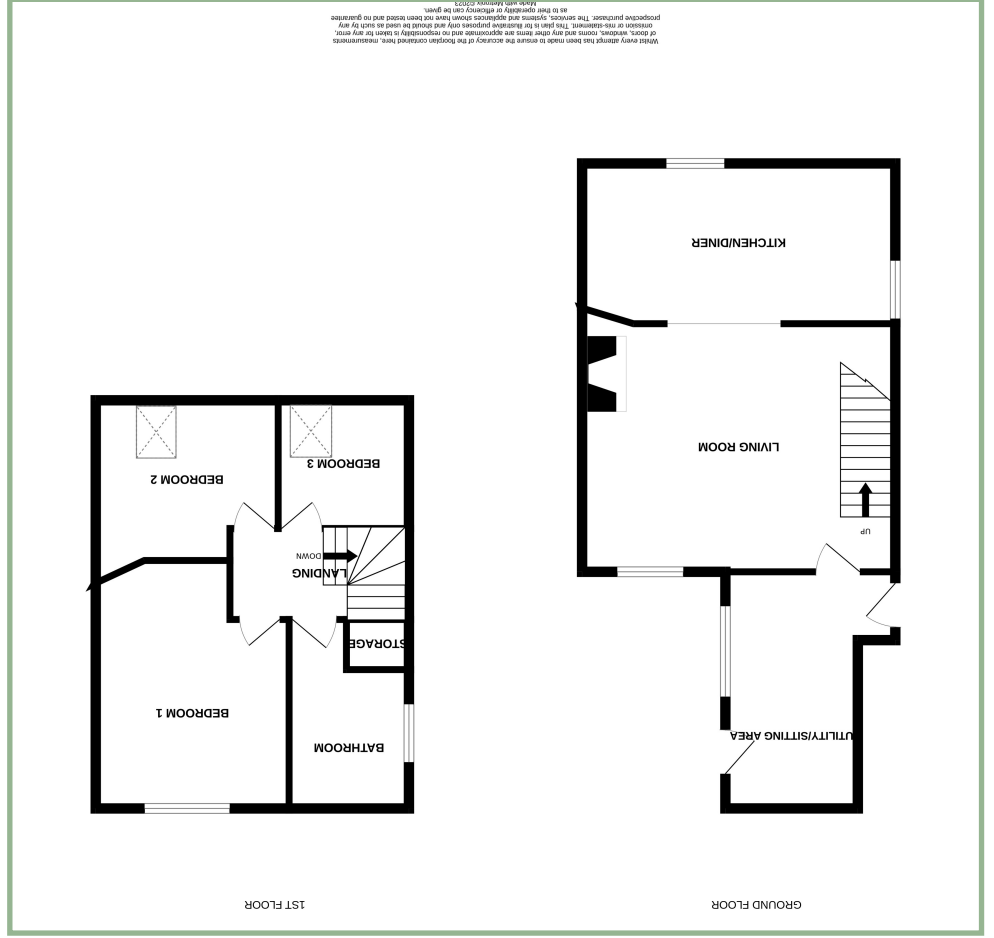 GROUND FLOOR
1ST FLOOR
UTILITY/SITTING AREA
BATHROOM
BEDROOM 1
STORAGE
LANDING
DOWN
UP
BEDROOM 2
BEDROOM 3
LIVING ROOM
KITCHEN/DINER
Whilst every attempt has been made to ensure the accuracy of the floorplan contained here, measurements
of doors, windows, rooms and any other items are approximate and no responsibility is taken for any error,
omission or mis-statement. This plan is for illustrative purposes only and should be used as such by any
prospective purchaser. The services, systems and appliances shown have not been tested and no guarantee
as to their operability or efficiency can be given.
Made with Metropix ©2023